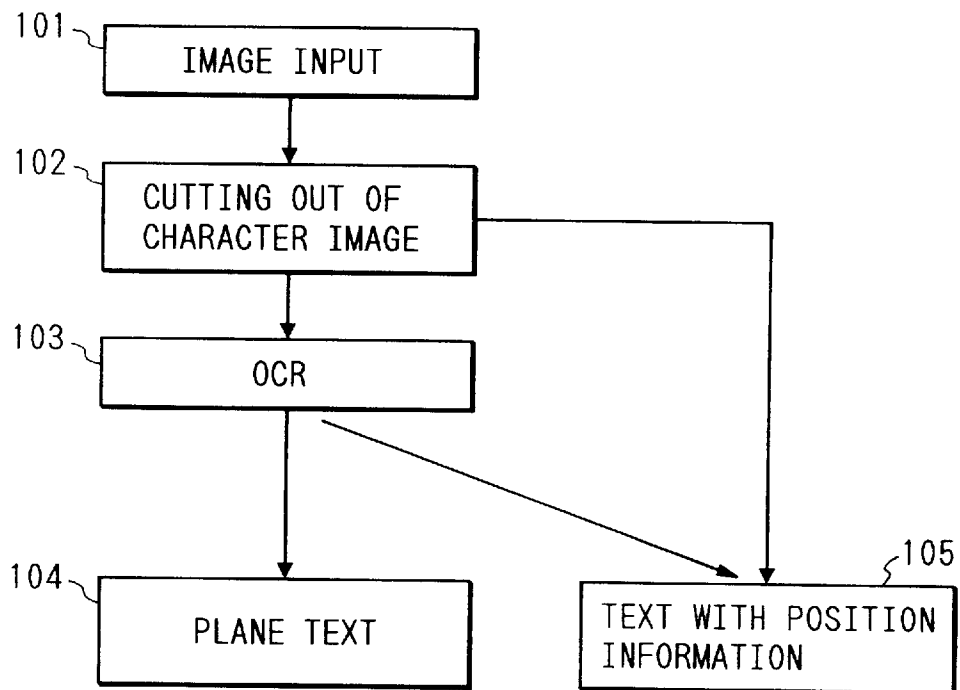 101
IMAGE INPUT
102
CUTTING OUT OF
CHARACTER IMAGE
103
OCR
104
PLANE TEXT
105
TEXT WITH POSITION
INFORMATION